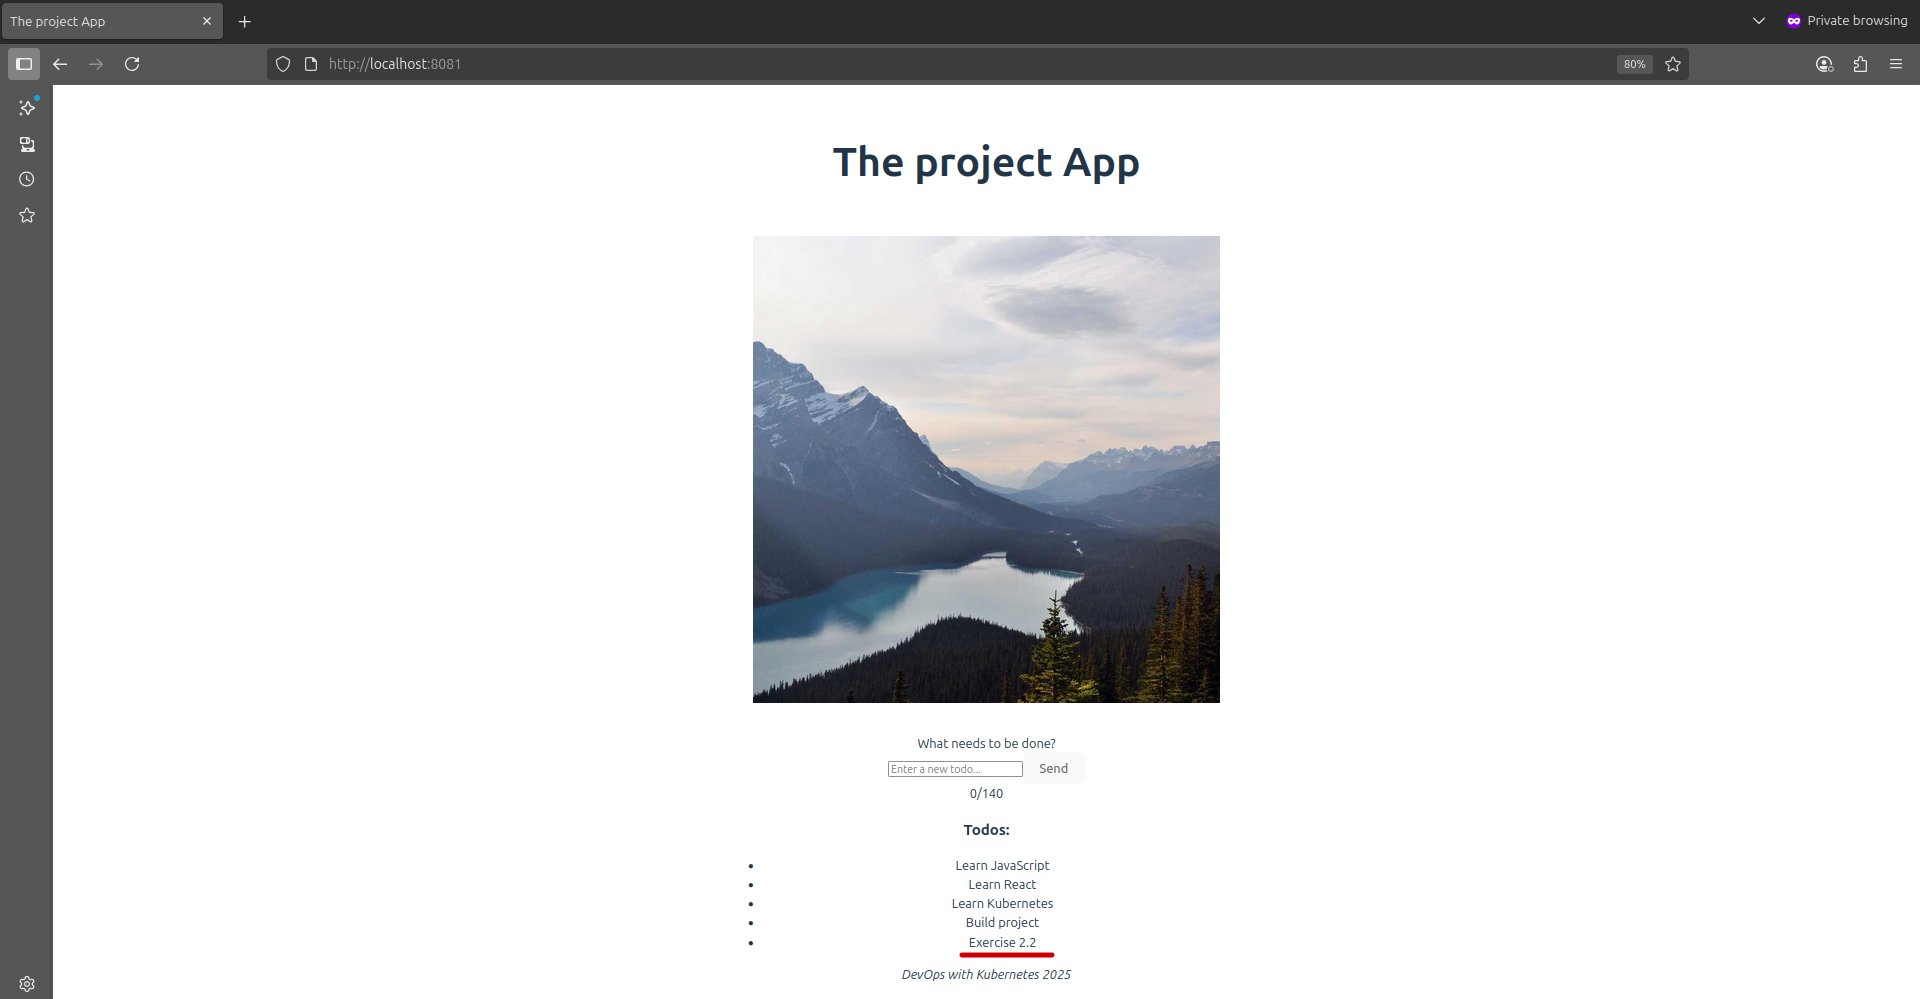 The project App
Private browsing
http://localhost:8081
80%
The project App
What needs to be done?
Enter a new todo...
Send
0/140
Todos:
Learn JavaScript
Learn React
Learn Kubernetes
Build project
Exercise 2.2
DevOps with Kubernetes 2025